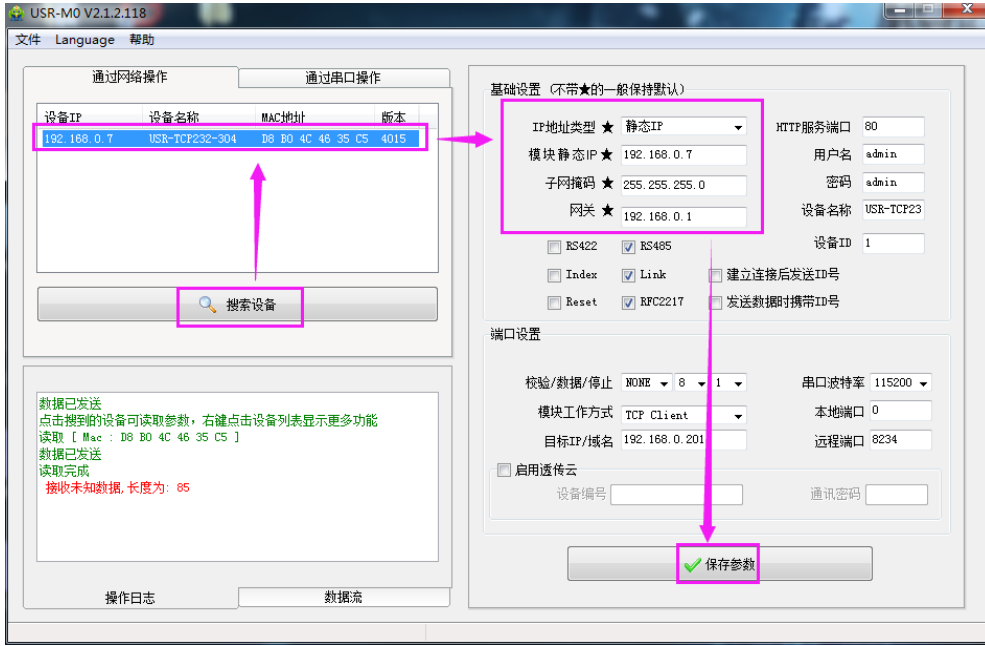 USR-M0 V2.1.2.118
文件 Language 帮助
通过网络操作 通过串口操作
设备IP 设备名称 MAC地址 版本
192.168.0.7 USR-TCP232-304 D8 B0 4C 46 35 C5 4015
搜索设备
数据已发送
点击搜到的设备可读取参数，右键点击设备列表显示更多功能
读取 [ Mac : D8 B0 4C 46 35 C5 ]
数据已发送
读取完成
接收未知数据,长度为: 85
操作日志 数据流
基础设置 (不带★的一般保持默认)
IP地址类型 ★ 静态IP HTTP服务端口 80
模块静态IP★ 192.168.0.7 用户名 admin
子网掩码 ★ 255.255.255.0 密码 admin
网关 ★ 192.168.0.1 设备名称 USR-TCP23
RS422 RS485 设备ID 1
Index Link 建立连接后发送ID号
Reset RFC2217 发送数据时携带ID号
端口设置
校验/数据/停止 NONE 8 1 串口波特率 115200
模块工作方式 TCP Client 本地端口 0
目标IP/域名 192.168.0.201 远程端口 8234
启用透传云
设备编号 通讯密码
保存参数